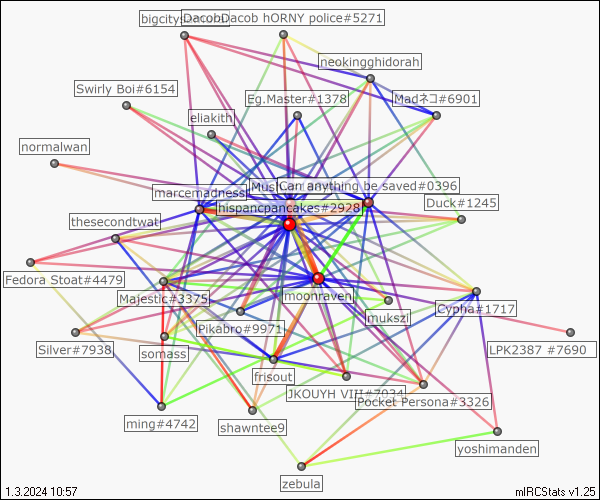 bigcitys
DacobDacob hORNY police#5271
neokingghidorah
Swirly Boi#6154
Eg.Master#1378
Madネコ#6901
eliakith
normalwan
marcemadness
Can anything be saved#0396
hispancpancakes#2928
Duck#1245
thesecondtwat
Fedora Stoat#4479
Majestic#3375
moonraven
mukszi
Cypha#1717
Pikabro#9971
Silver#7938
somass
LPK2387 #7690
frisout
JKOUYH VIII#7034
Pocket Persona#3326
ming#4742
shawntee9
yoshimanden
zebula
1.3.2024 10:57
mIRCStats v1.25